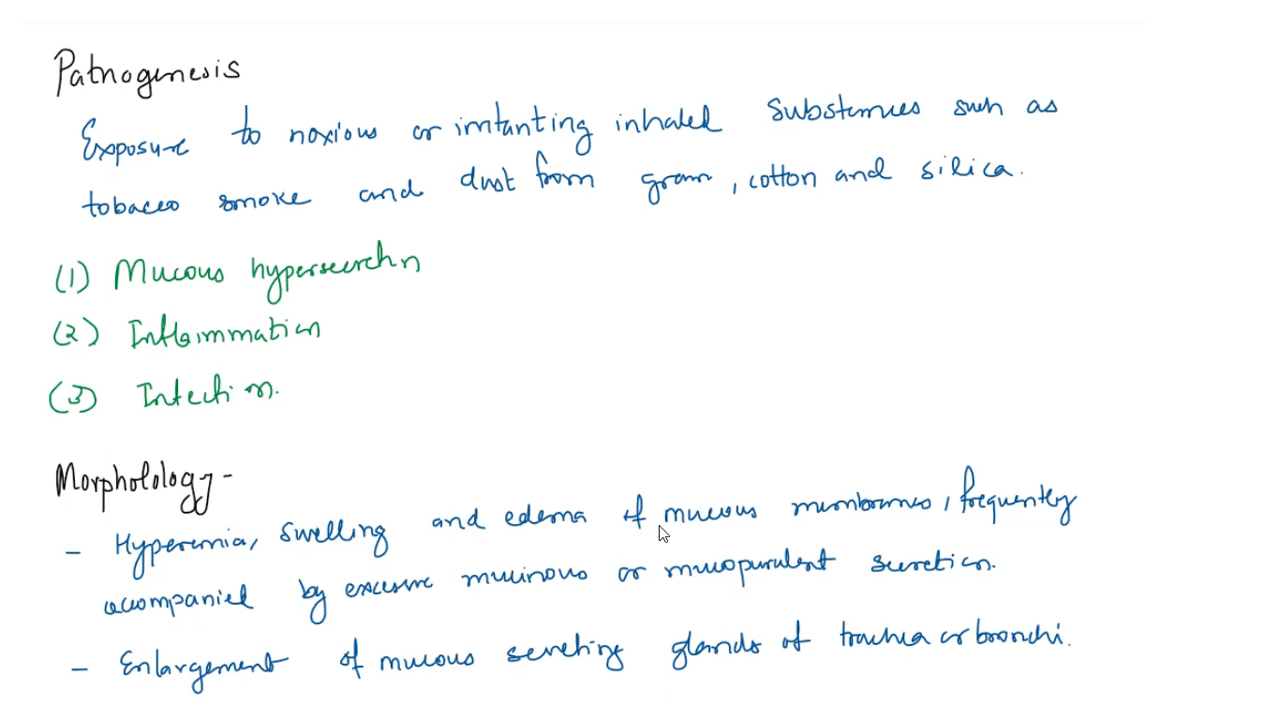 Pathogenesis
Exposure to noxious or irritating inhaled substances such as
tobacco smoke and dust from grain, cotton and silica.
(1) Mucous hypersecretion
(2) Inflammation
(3) Infection.
Morphololog​y -
- Hyperemia, swelling and edema of mucous membranes, frequently
accompanied by excessive mucinous or mucopurulent secretion.
- Enlargement of mucous secreting glands of trachea or bronchi.